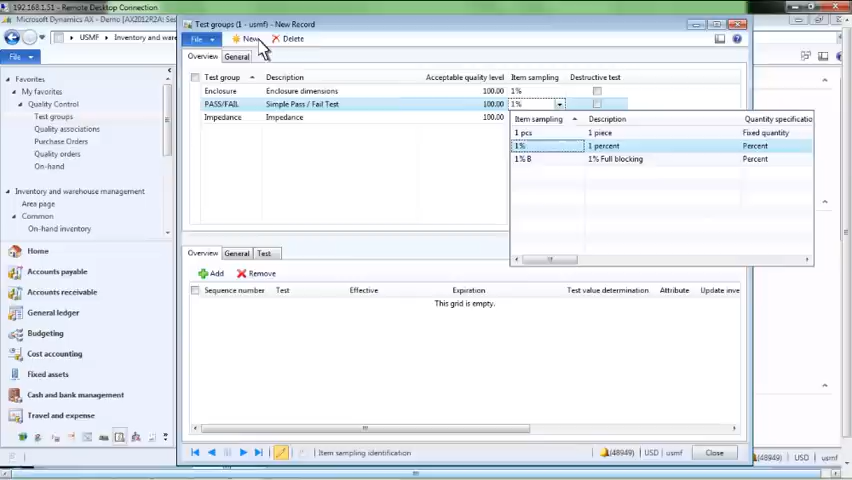 192.168.1.51 - Remote Desktop Connection
Microsoft Dynamics AX - Demo [AX2012R2A: Ses
USMF
Inventory and ware
File
Favorites
My favorites
Quality Control
Test groups
Quality associations
Purchase Orders
Quality orders
On-hand
Inventory and warehouse management
Area page
Common
On-hand inventory
Home
Accounts payable
Accounts receivable
General ledger
Budgeting
Cost accounting
Fixed assets
Cash and bank management
Travel and expense
Test groups (1 - usmf) - New Record
File New Delete
Overview General
Test group Description Acceptable quality level Item sampling Destructive test
Enclosure Enclosure dimensions 100.00 1%
PASS/FAIL Simple Pass / Fail Test 100.00 1%
Impedance Impedance 100.00
Item sampling Description Quantity specificatio
1 pcs 1 piece Fixed quantity
1% 1 percent Percent
1% B 1% Full blocking Percent
Overview General Test
Add Remove
Sequence number Test Effective Expiration Test value determination Attribute Update inve
This grid is empty.
Item sampling identification (48949) USD usmf Close
(48949) USD usmf